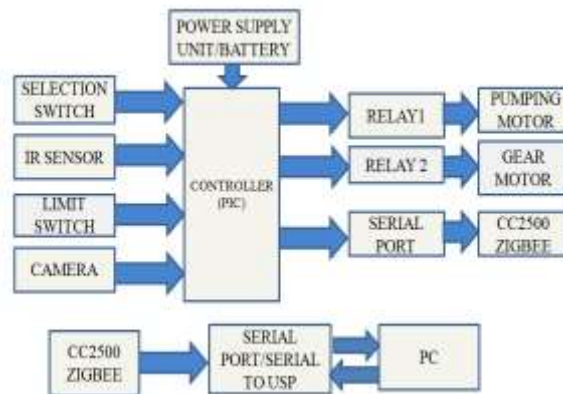 POWER SUPPLY
UNIT/BATTERY
SELECTION
SWITCH
IR SENSOR
LIMIT
SWITCH
CAMERA
CONTROLLER
(PIC)
RELAY1
PUMPING
MOTOR
RELAY 2
GEAR
MOTOR
SERIAL
PORT
CC2500
ZIGBEE
CC2500
ZIGBEE
SERIAL
PORT/SERIAL
TO USP
PC